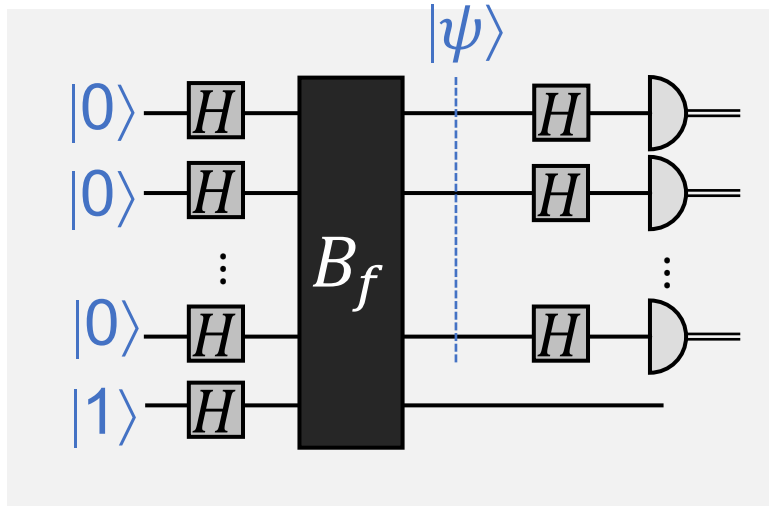 |ψ⟩
|0⟩ H H
|0⟩ H H
⋮ ⋮
B_f
|0⟩ H H
|1⟩ H